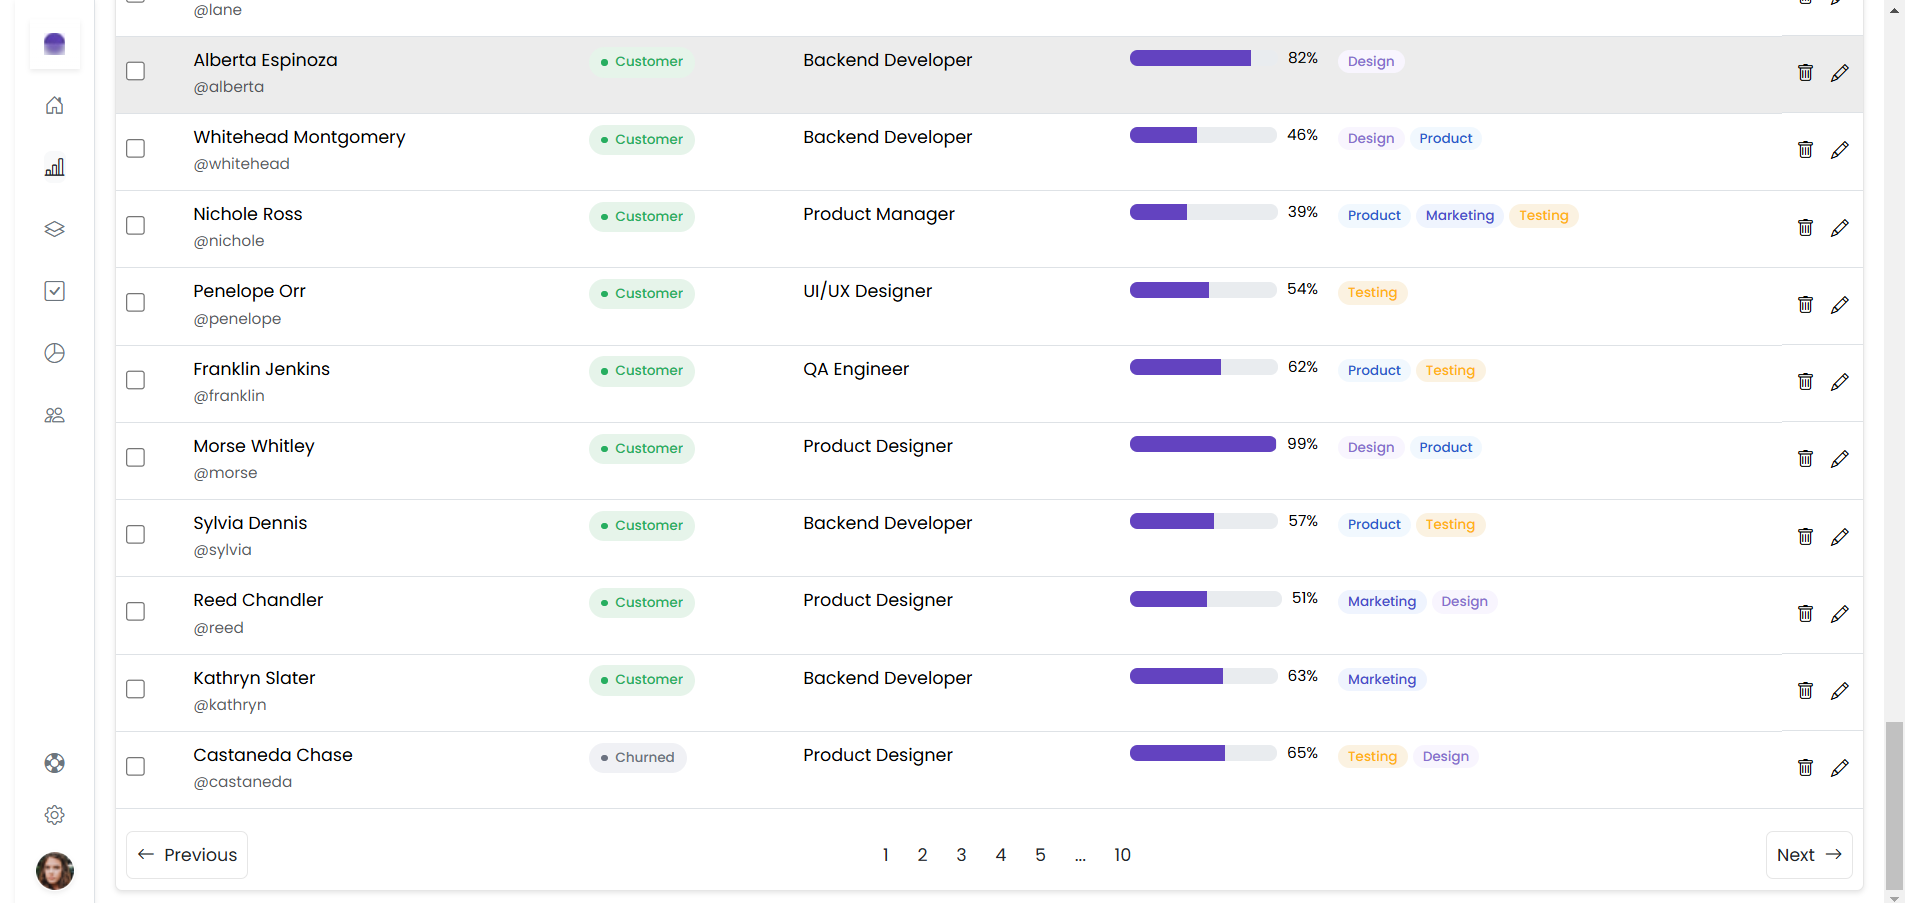 @lane
Alberta Espinoza Customer Backend Developer 82% Design
@alberta
Whitehead Montgomery Customer Backend Developer 46% Design Product
@whitehead
Nichole Ross Customer Product Manager 39% Product Marketing Testing
@nichole
Penelope Orr Customer UI/UX Designer 54% Testing
@penelope
Franklin Jenkins Customer QA Engineer 62% Product Testing
@franklin
Morse Whitley Customer Product Designer 99% Design Product
@morse
Sylvia Dennis Customer Backend Developer 57% Product Testing
@sylvia
Reed Chandler Customer Product Designer 51% Marketing Design
@reed
Kathryn Slater Customer Backend Developer 63% Marketing
@kathryn
Castaneda Chase Churned Product Designer 65% Testing Design
@castaneda
Previous 1 2 3 4 5 ... 10 Next